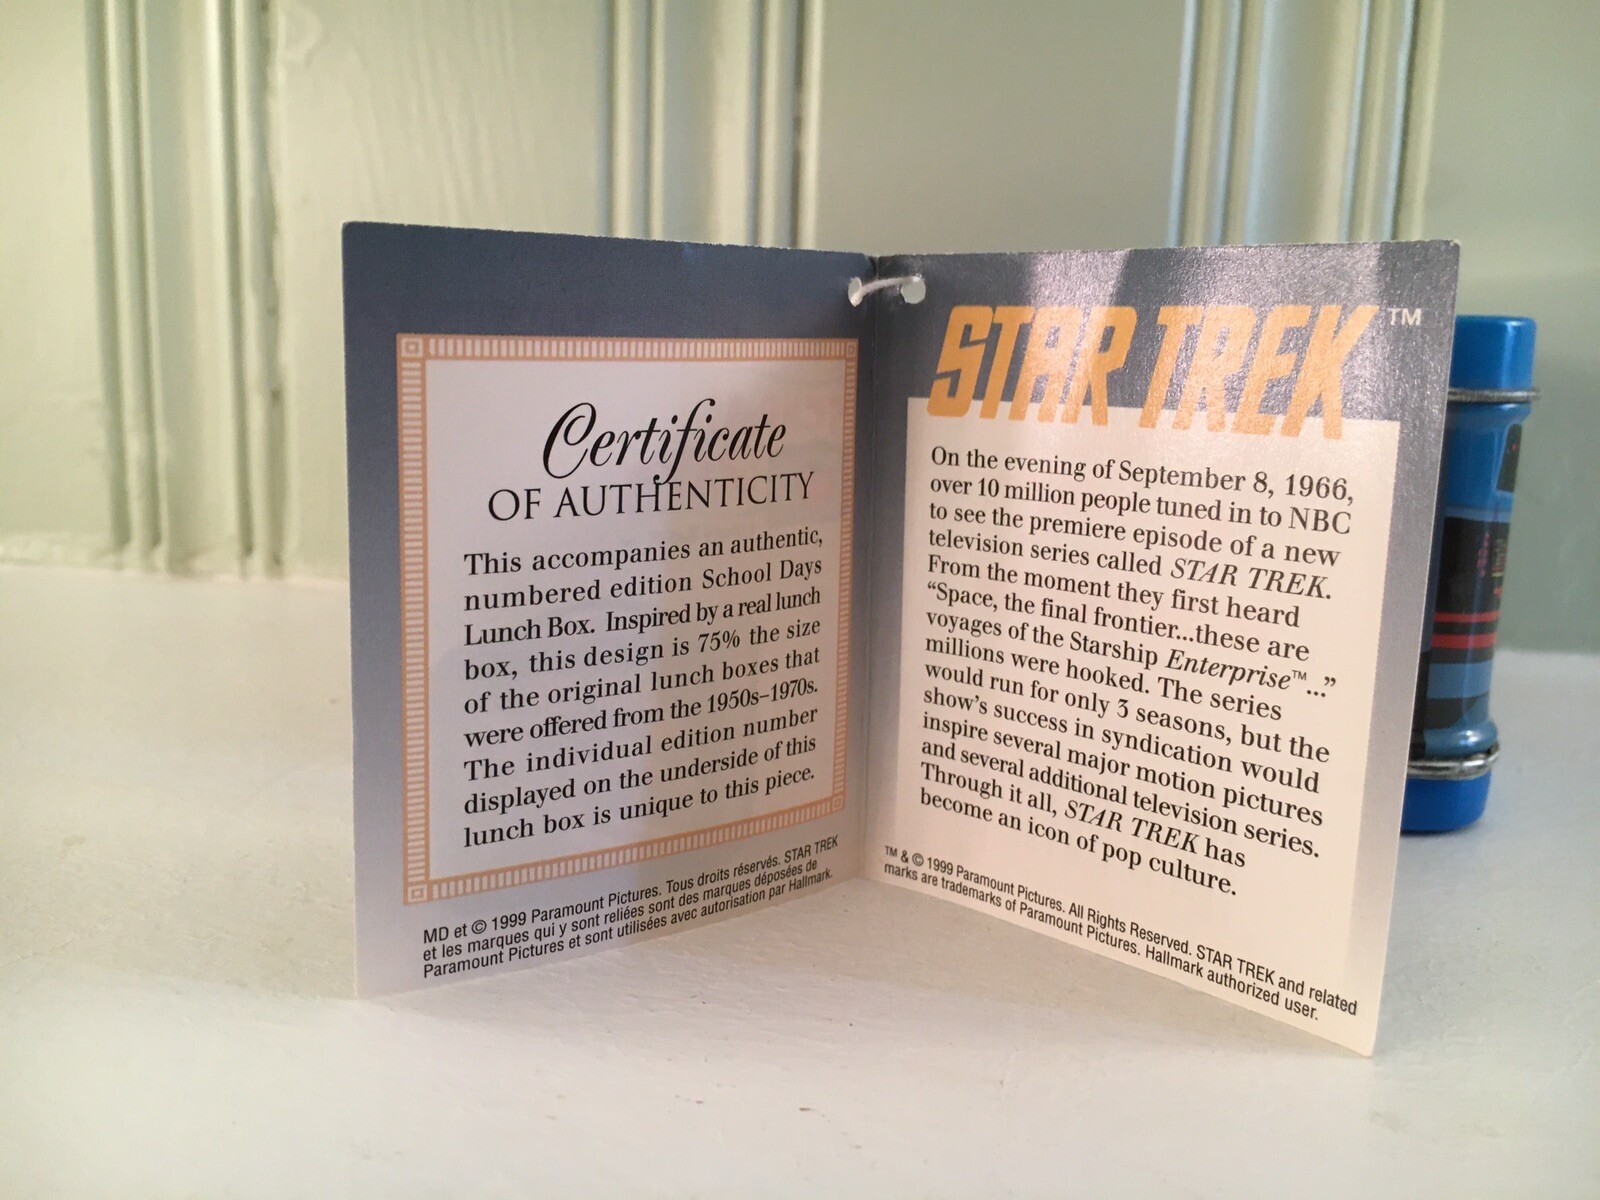 Certificate
OF AUTHENTICITY
This accompanies an authentic,
numbered edition School Days
Lunch Box. Inspired by a real lunch
box, this design is 75% the size
of the original lunch boxes that
were offered from the 1950s–1970s.
The individual edition number
displayed on the underside of this
lunch box is unique to this piece.
MD et © 1999 Paramount Pictures. Tous droits réservés. STAR TREK
et les marques qui y sont reliées sont des marques déposées de
Paramount Pictures et sont utilisées avec autorisation par Hallmark.
STAR TREK™
On the evening of September 8, 1966,
over 10 million people tuned in to NBC
to see the premiere episode of a new
television series called STAR TREK.
From the moment they first heard
“Space, the final frontier...these are
voyages of the Starship Enterprise™...”
millions were hooked. The series
would run for only 3 seasons, but the
show’s success in syndication would
inspire several major motion pictures
and several additional television series.
Through it all, STAR TREK has
become an icon of pop culture.
™ & © 1999 Paramount Pictures. All Rights Reserved. STAR TREK and related
marks are trademarks of Paramount Pictures. Hallmark authorized user.